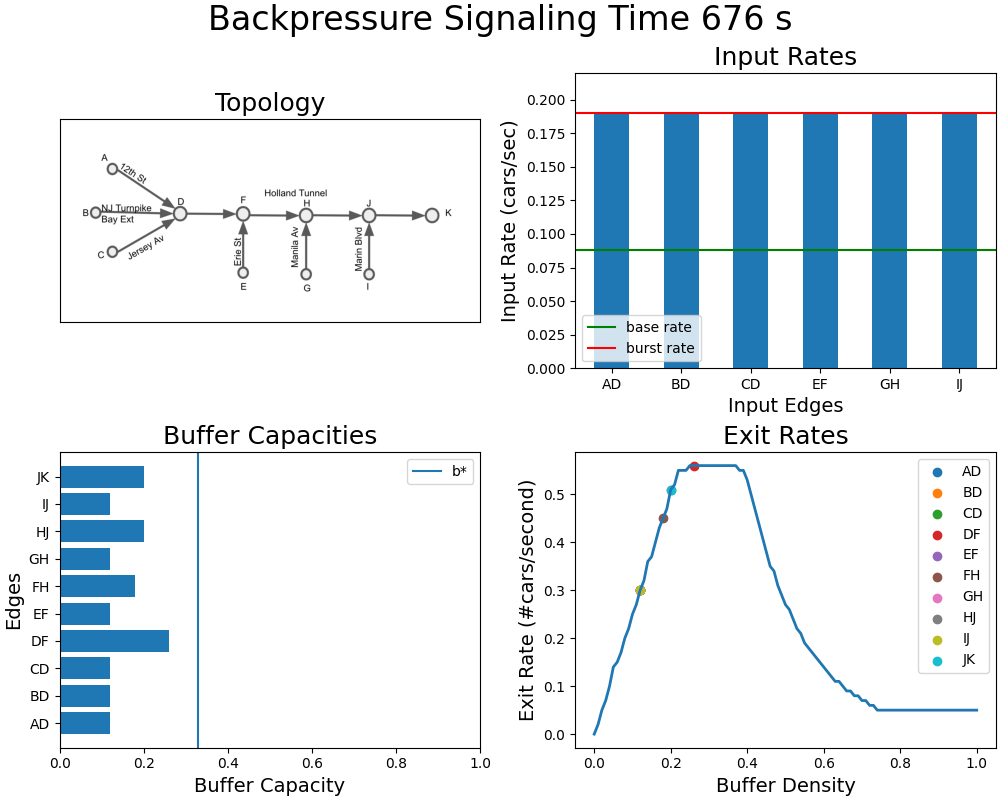 Backpressure Signaling Time 676 s
Topology
A
12th St
B
NJ Turnpike
Bay Ext
C
Jersey Av
D
F
Holland Tunnel
H
J
K
Erie St
Manila Av
Marin Blvd
E
G
I
Input Rates
Input Rate (cars/sec)
0.200
0.175
0.150
0.125
0.100
0.075
0.050
0.025
0.000
base rate
burst rate
AD BD CD EF GH IJ
Input Edges
Buffer Capacities
Edges
JK
IJ
HJ
GH
FH
EF
DF
CD
BD
AD
b*
0.0 0.2 0.4 0.6 0.8 1.0
Buffer Capacity
Exit Rates
Exit Rate (#cars/second)
0.5
0.4
0.3
0.2
0.1
0.0
AD
BD
CD
DF
EF
FH
GH
HJ
IJ
JK
0.0 0.2 0.4 0.6 0.8 1.0
Buffer Density